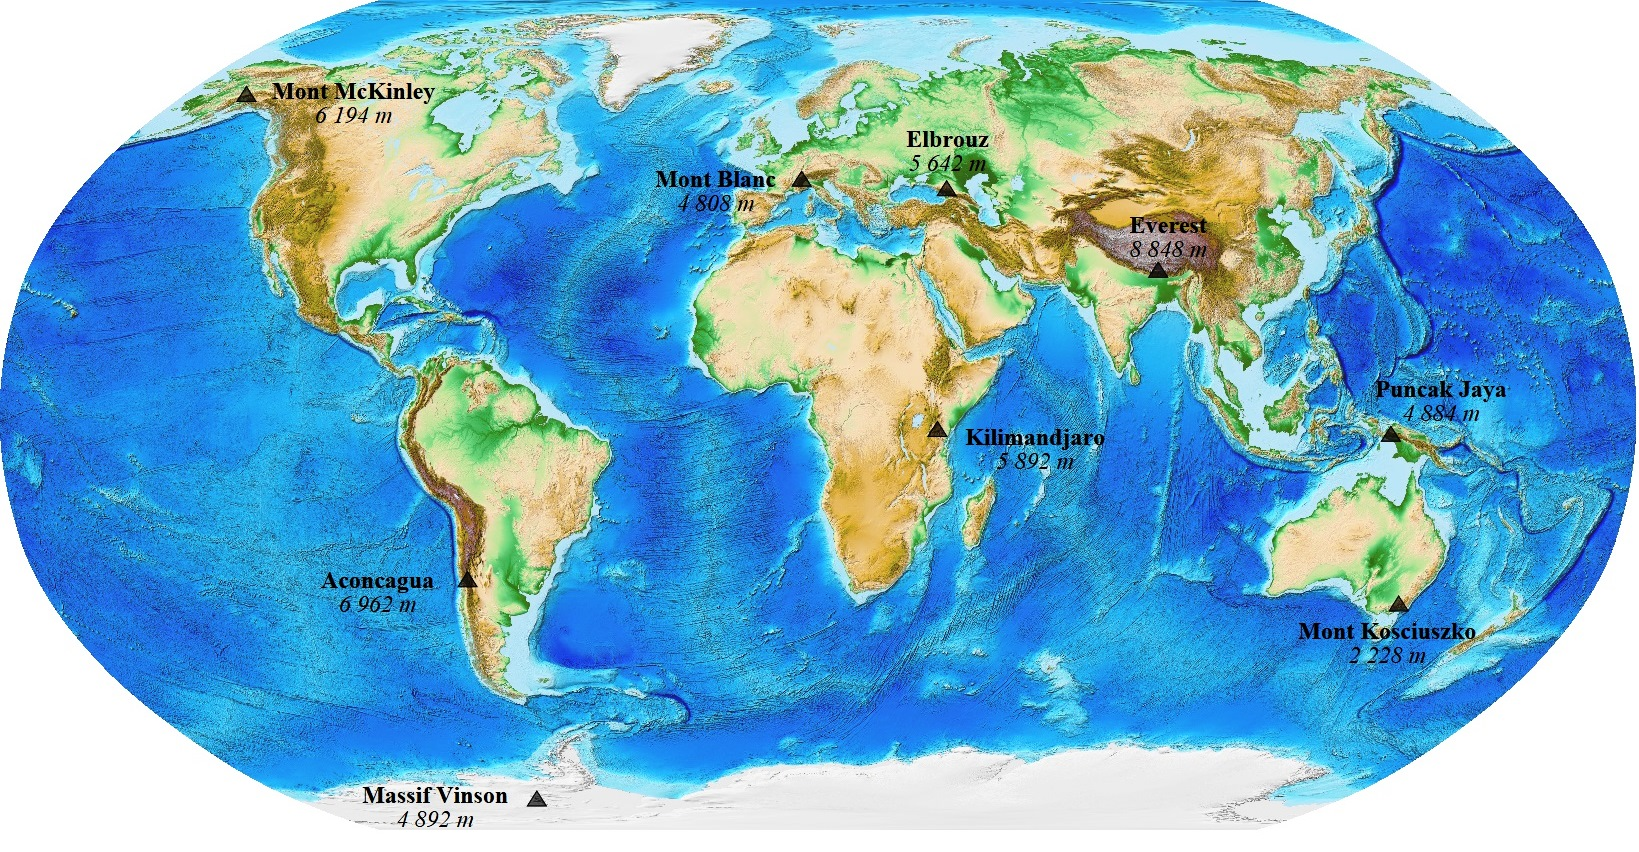 Mont McKinley
6 194 m
Elbrouz
5 642 m
Mont Blanc
4 808 m
Everest
8 848 m
Puncak Jaya
4 884 m
Kilimandjaro
5 892 m
Aconcagua
6 962 m
Mont Kosciuszko
2 228 m
Massif Vinson
4 892 m